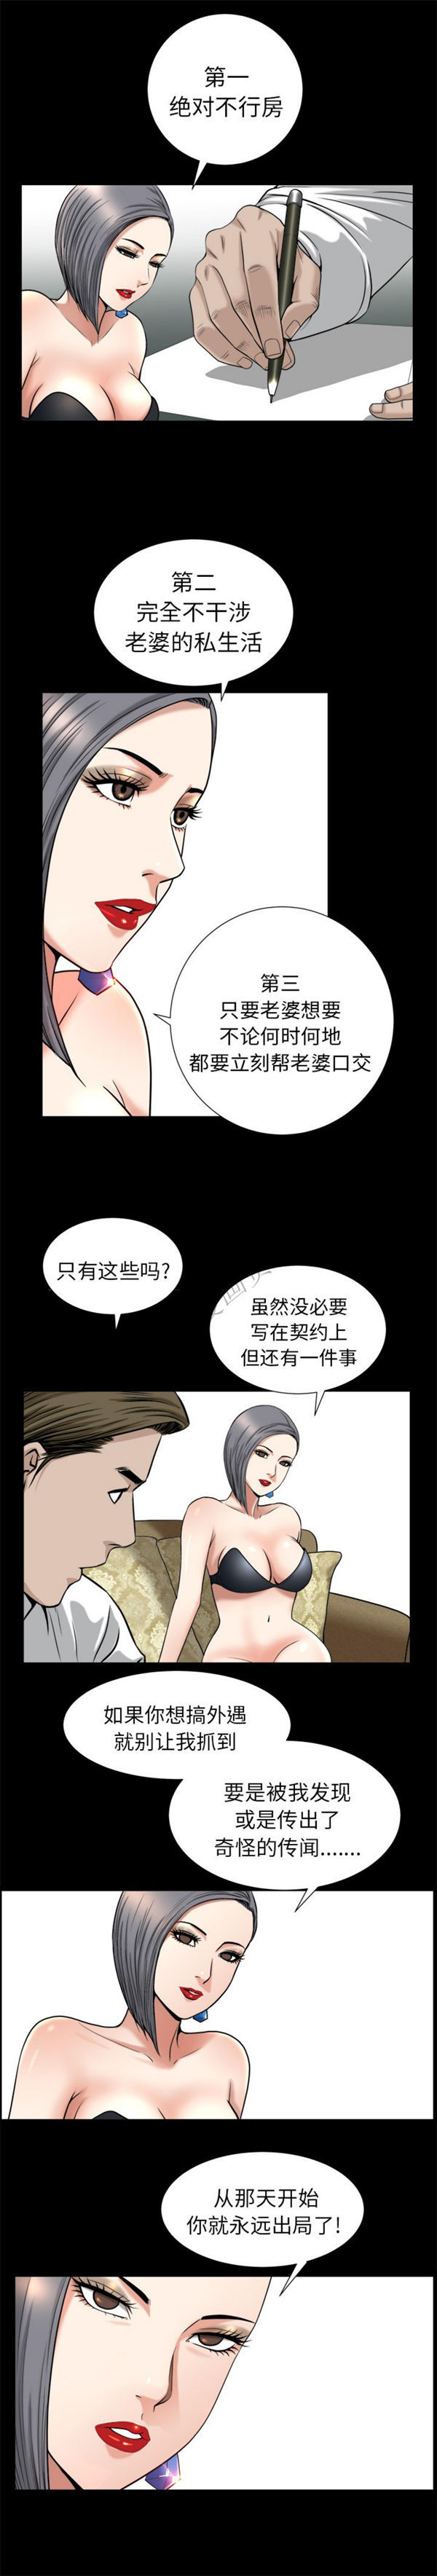 第一
绝对不行房
第二
完全不干涉
老婆的私生活
第三
只要老婆想要
不论何时何地
都要立刻帮老婆口交
只有这些吗?
虽然没必要
写在契约上
但还有一件事
如果你想搞外遇
就别让我抓到
要是被我发现
或是传出了
奇怪的传闻.......
从那天开始
你就永远出局了!